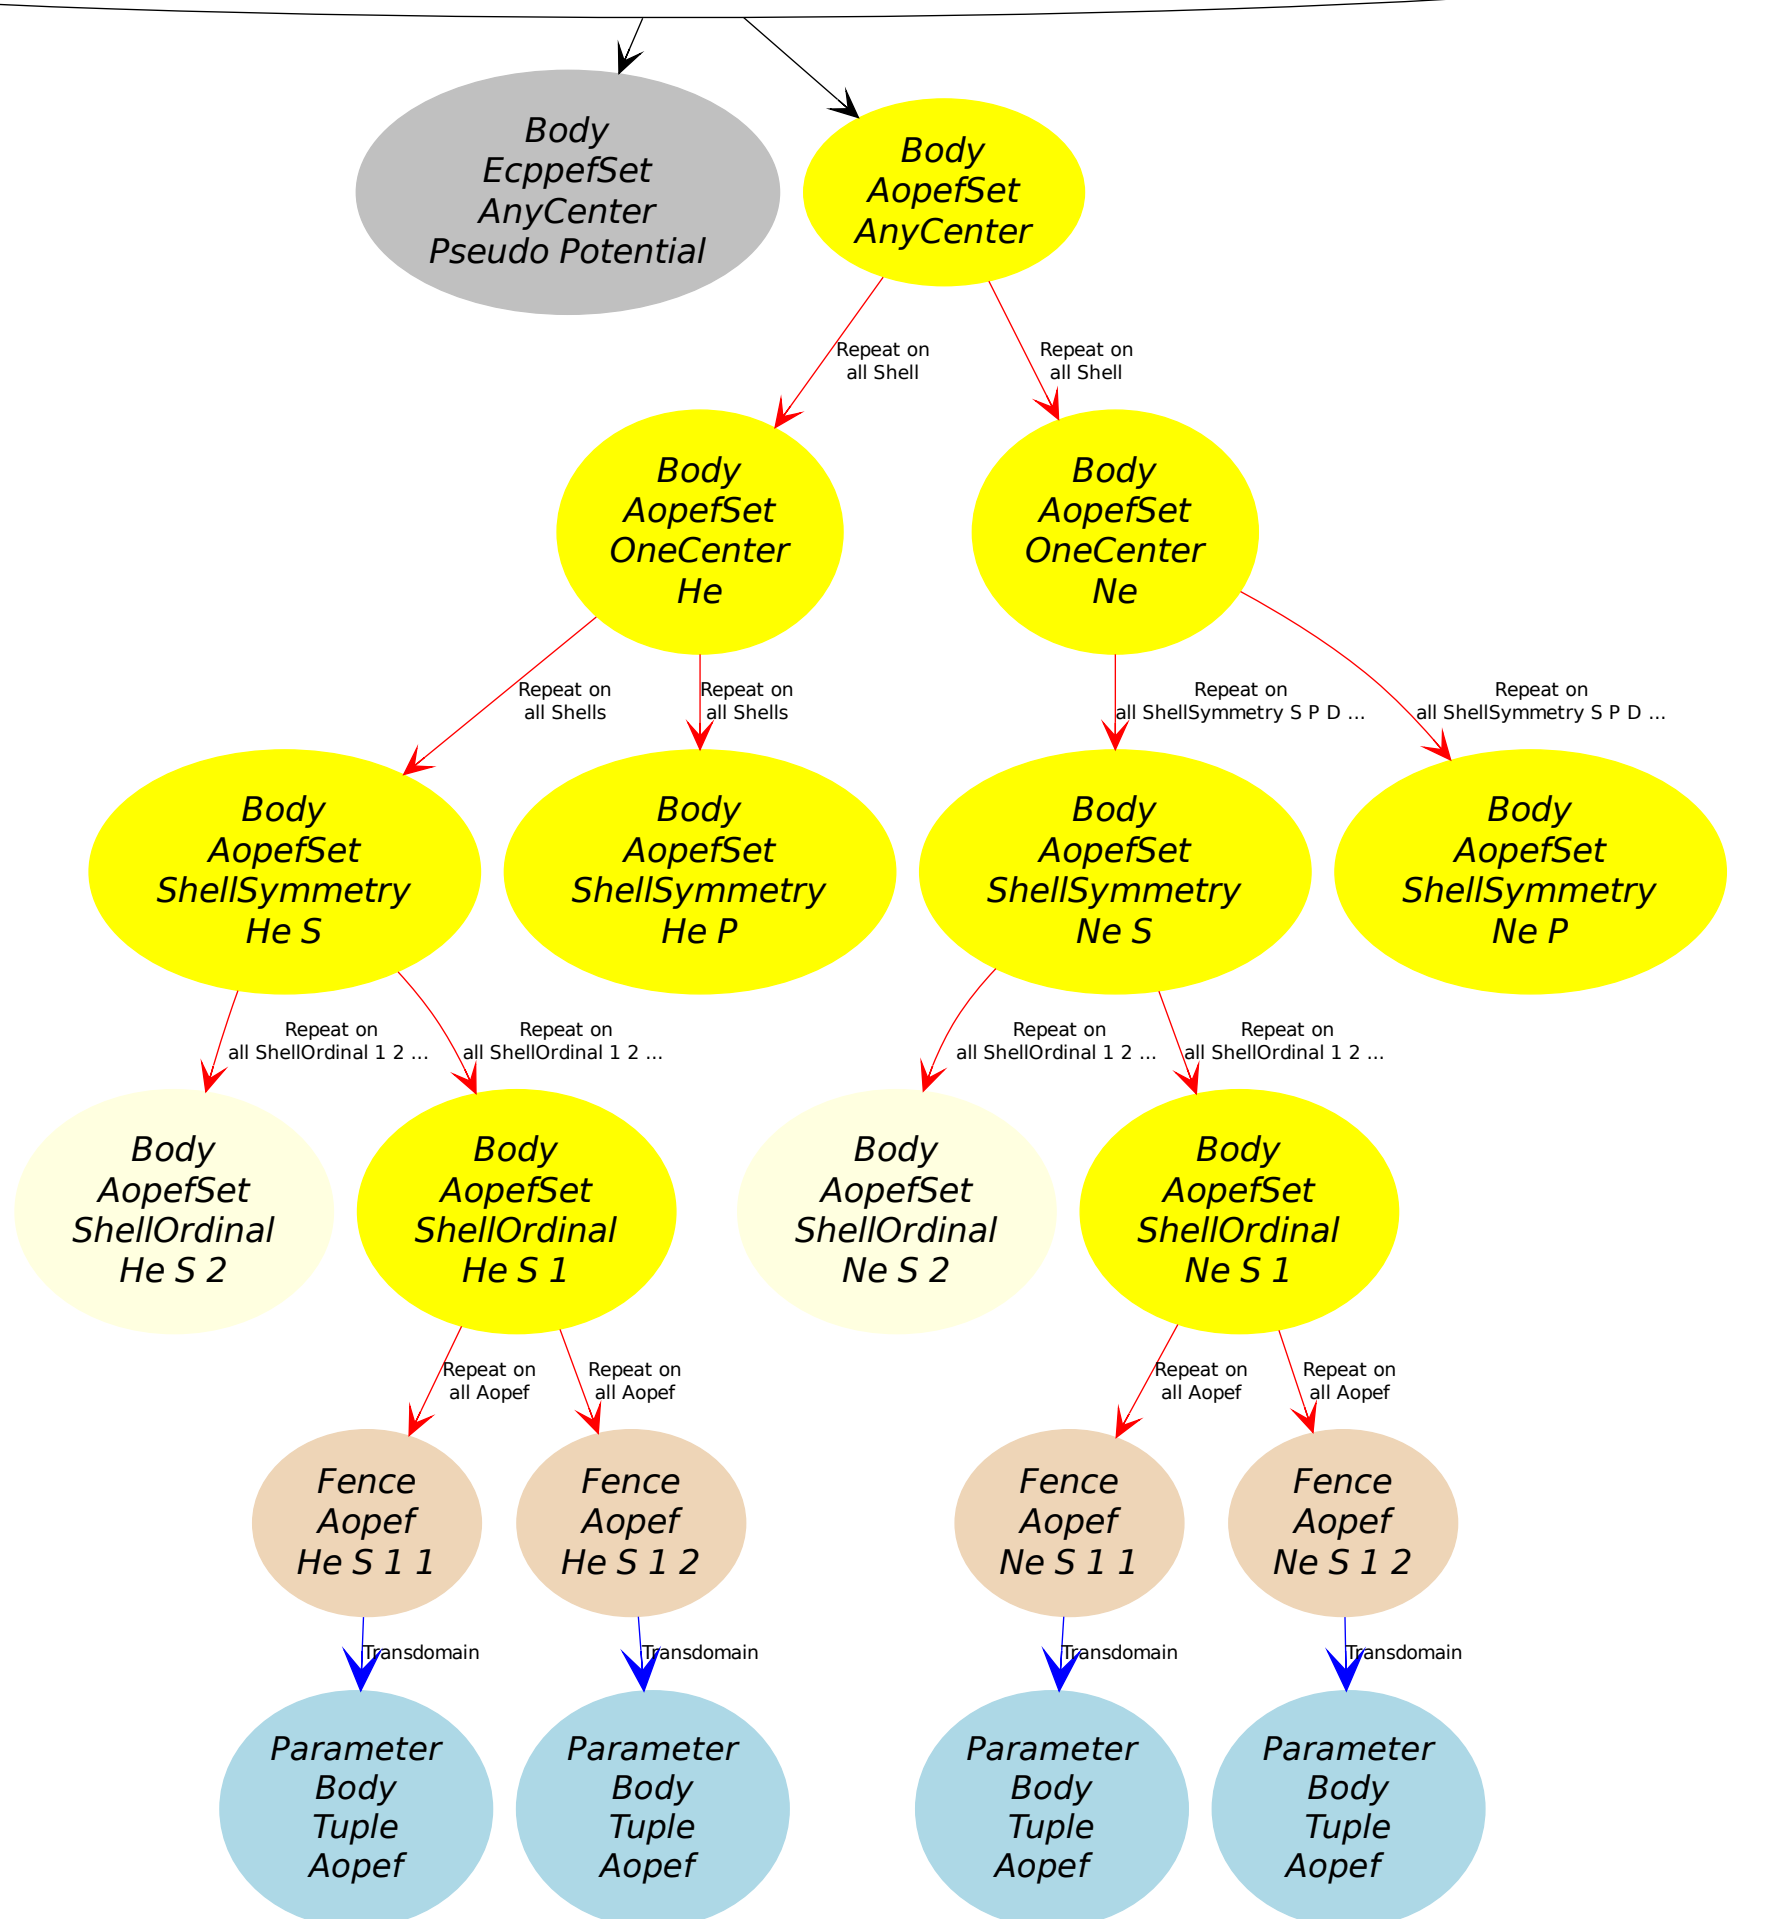 Body
EcppefSet
AnyCenter
Pseudo Potential
Body
AopefSet
AnyCenter
Repeat on
all Shell
Repeat on
all Shell
Body
AopefSet
OneCenter
He
Body
AopefSet
OneCenter
Ne
Repeat on
all Shells
Repeat on
all Shells
Repeat on
all ShellSymmetry S P D ...
Repeat on
all ShellSymmetry S P D ...
Body
AopefSet
ShellSymmetry
He S
Body
AopefSet
ShellSymmetry
He P
Body
AopefSet
ShellSymmetry
Ne S
Body
AopefSet
ShellSymmetry
Ne P
Repeat on
all ShellOrdinal 1 2 ...
Repeat on
all ShellOrdinal 1 2 ...
Repeat on
all ShellOrdinal 1 2 ...
Repeat on
all ShellOrdinal 1 2 ...
Body
AopefSet
ShellOrdinal
He S 2
Body
AopefSet
ShellOrdinal
He S 1
Body
AopefSet
ShellOrdinal
Ne S 2
Body
AopefSet
ShellOrdinal
Ne S 1
Repeat on
all Aopef
Repeat on
all Aopef
Repeat on
all Aopef
Repeat on
all Aopef
Fence
Aopef
He S 1 1
Fence
Aopef
He S 1 2
Fence
Aopef
Ne S 1 1
Fence
Aopef
Ne S 1 2
Transdomain
Transdomain
Transdomain
Transdomain
Parameter
Body
Tuple
Aopef
Parameter
Body
Tuple
Aopef
Parameter
Body
Tuple
Aopef
Parameter
Body
Tuple
Aopef